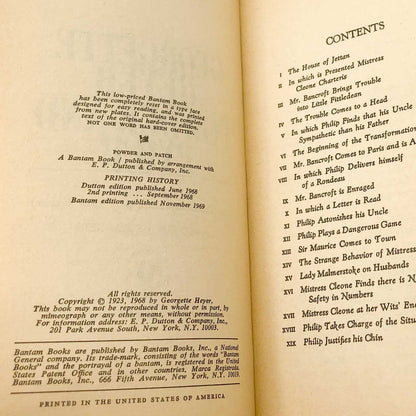 This low-priced Bantam Book
has been completely reset in a type face
designed for easy reading, and was printed
from new plates. It contains the complete
text of the original hard-cover edition.
NOT ONE WORD HAS BEEN OMITTED.
POWDER AND PATCH
A Bantam Book / published by arrangement with
E. P. Dutton & Company, Inc.
PRINTING HISTORY
Dutton edition published June 1968
2nd printing ... September 1968
Bantam edition published November 1969
All rights reserved.
Copyright © 1923, 1968 by Georgette Heyer.
This book may not be reproduced in whole or in part, by
mimeograph or any other means, without permission.
For information address: E. P. Dutton & Company, Inc.,
201 Park Avenue South, New York, N.Y. 10003.
Bantam Books are published by Bantam Books, Inc., a National
General company. Its trade-mark, consisting of the words "Bantam
Books" and the portrayal of a bantam, is registered in the United
States Patent Office and in other countries. Marca Registrada.
Bantam Books, Inc., 666 Fifth Avenue, New York, N.Y. 10019.
PRINTED IN THE UNITED STATES OF AMERICA
CONTENTS
I The House of Jettan
II In which is Presented Mistress
Cleone Charteris
III Mr. Bancroft Brings Trouble
into Little Fittledean
IV The Trouble Comes to a Head
V In which Philip Finds that his Uncle
Sympathetic than his Father
VI The Beginning of the Transformation
VII Mr. Bancroft Comes to Paris and is A
VIII In which Philip Delivers himself
of a Rondeau
IX Mr. Bancroft is Enraged
X In which a Letter is Read
XI Philip Astonishes his Uncle
XII Philip Plays a Dangerous Game
XIII Sir Maurice Comes to Town
XIV The Strange Behavior of Mistress
XV Lady Malmerstoke on Husbands
XVI Mistress Cleone Finds there is N
Safety in Numbers
XVII Mistress Cleone at her Wits' End
XVIII Philip Takes Charge of the Situa
XIX Philip Justifies his Chin